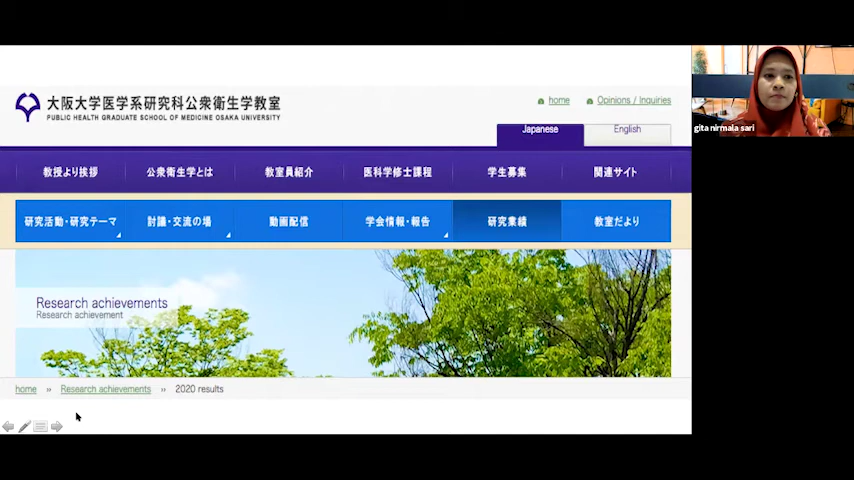 大阪大学医学系研究科公衆衛生学教室
PUBLIC HEALTH GRADUATE SCHOOL OF MEDICINE OSAKA UNIVERSITY
home
Opinions / Inquiries
Japanese
English
教授より挨拶
公衆衛生学とは
教室員紹介
医科学修士課程
学生募集
関連サイト
研究活動・研究テーマ
討議・交流の場
動画配信
学会情報・報告
研究業績
教室だより
Research achievements
Research achievement
home » Research achievements » 2020 results
gita nirmala sari